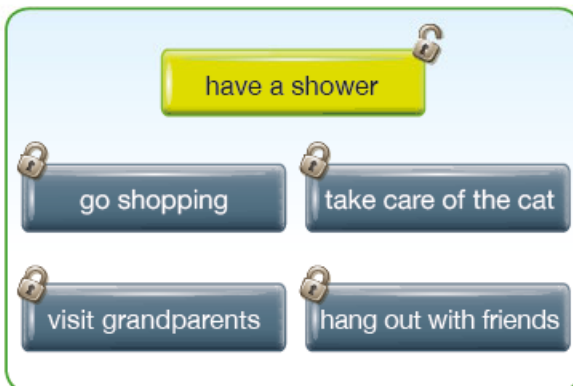 have a shower
go shopping
take care of the cat
visit grandparents
hang out with friends